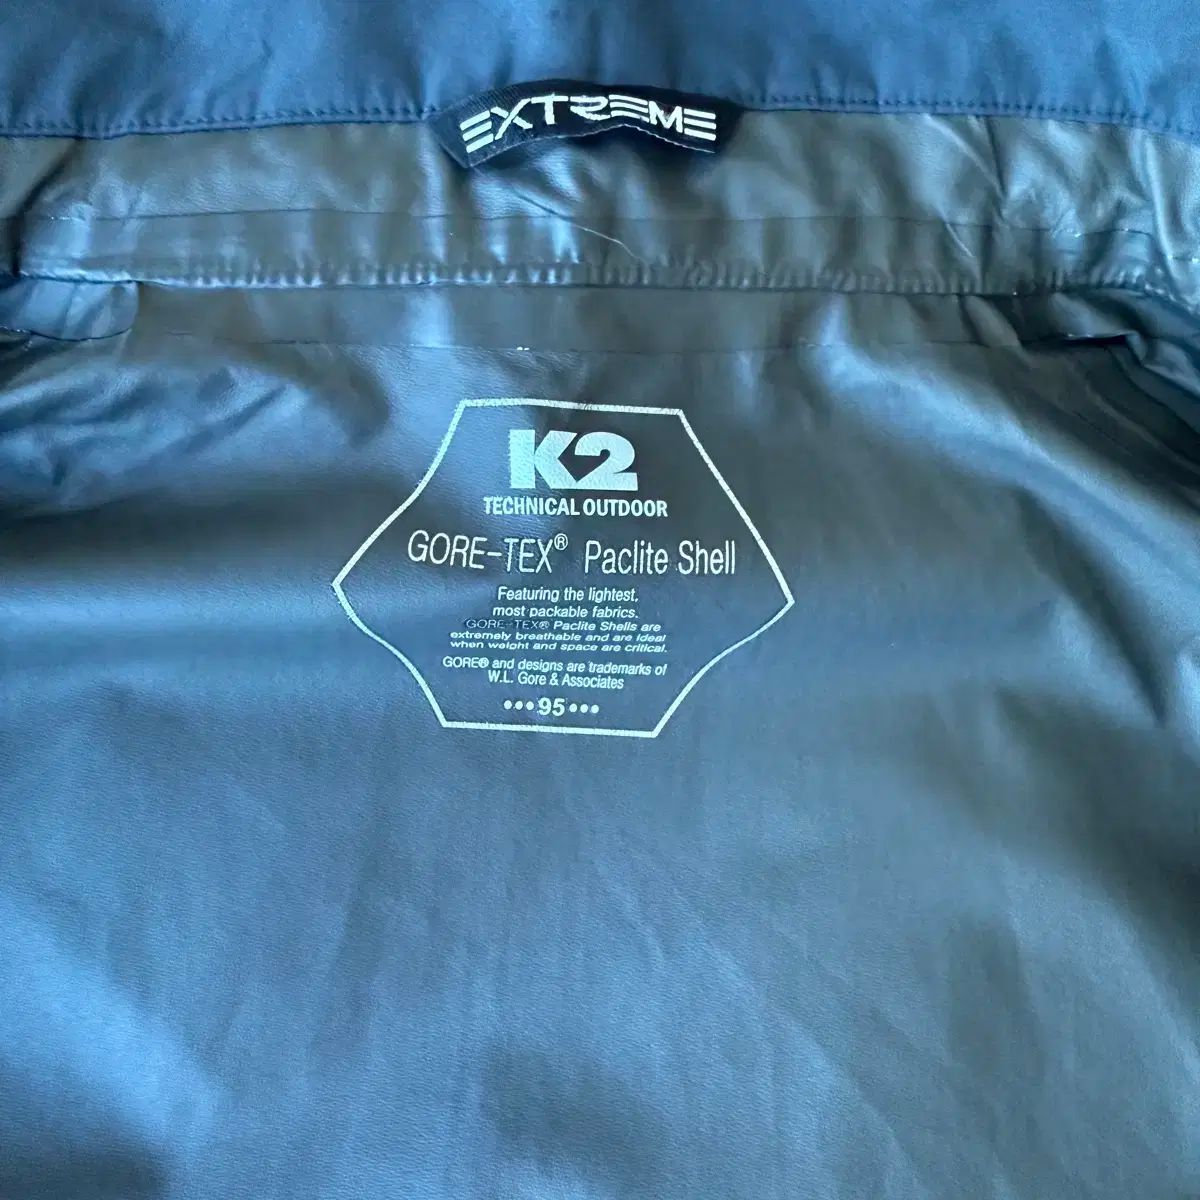 EXTREME
K2
TECHNICAL OUTDOOR
GORE-TEX® Paclite Shell
Featuring the lightest,
most packable fabrics.
GORE-TEX® Paclite Shells are
extremely breathable and are ideal
when weight and space are critical.
GORE® and designs are trademarks of
W.L. Gore & Associates
•••95•••